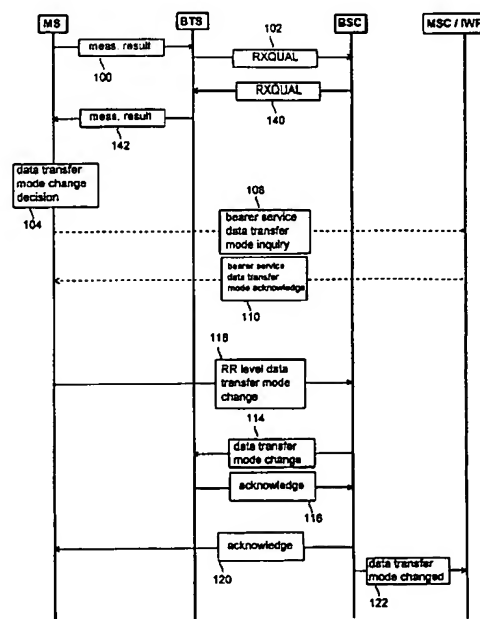 MS BTS BSC MSC / IWF
102
meas. result
100
RXQUAL
RXQUAL
140
meas. result
142
data transfer
mode change
decision
104
108
bearer service
data transfer
mode inquiry
bearer service
data transfer
mode acknowledge
110
118
RR level data
transfer mode
change
114
data transfer
mode change
acknowledge
116
acknowledge
120
data transfer
mode changed
122